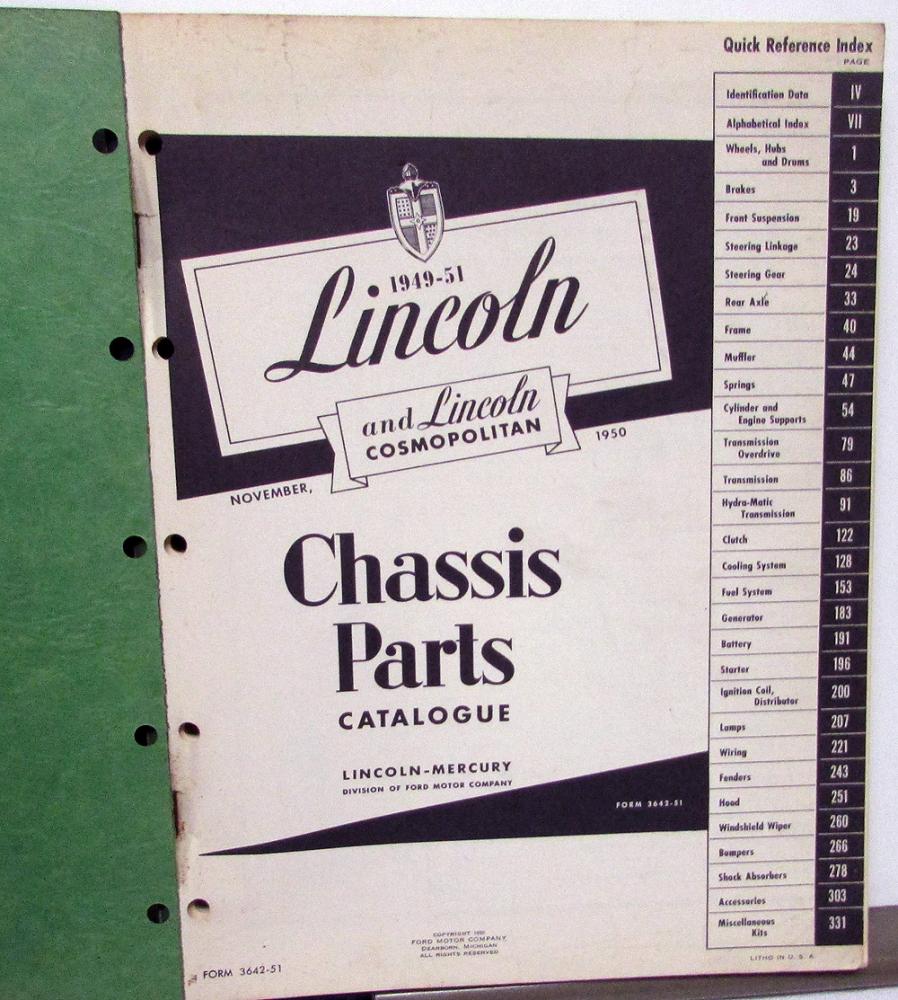 Quick Reference Index
PAGE
Identification Data IV
Alphabetical Index VII
Wheels, Hubs
and Drums 1
Brakes 3
Front Suspension 19
Steering Linkage 23
Steering Gear 24
Rear Axle 33
Frame 40
Muffler 44
Springs 47
Cylinder and
Engine Supports 54
Transmission
Overdrive 79
Transmission 86
Hydra-Matic
Transmission 91
Clutch 122
Cooling System 128
Fuel System 153
Generator 183
Battery 191
Starter 196
Ignition Coil,
Distributor 200
Lamps 207
Wiring 221
Fenders 243
Hood 251
Windshield Wiper 260
Bumpers 266
Shock Absorbers 278
Accessories 303
Miscellaneous
Kits 331
LITHO IN U. S. A.
1949-51
Lincoln
and Lincoln
COSMOPOLITAN
NOVEMBER, 1950
Chassis
Parts
CATALOGUE
LINCOLN-MERCURY
DIVISION OF FORD MOTOR COMPANY
FORM 3642-51
COPYRIGHT 1950
FORD MOTOR COMPANY
DEARBORN, MICHIGAN
ALL RIGHTS RESERVED
FORM 3642-51